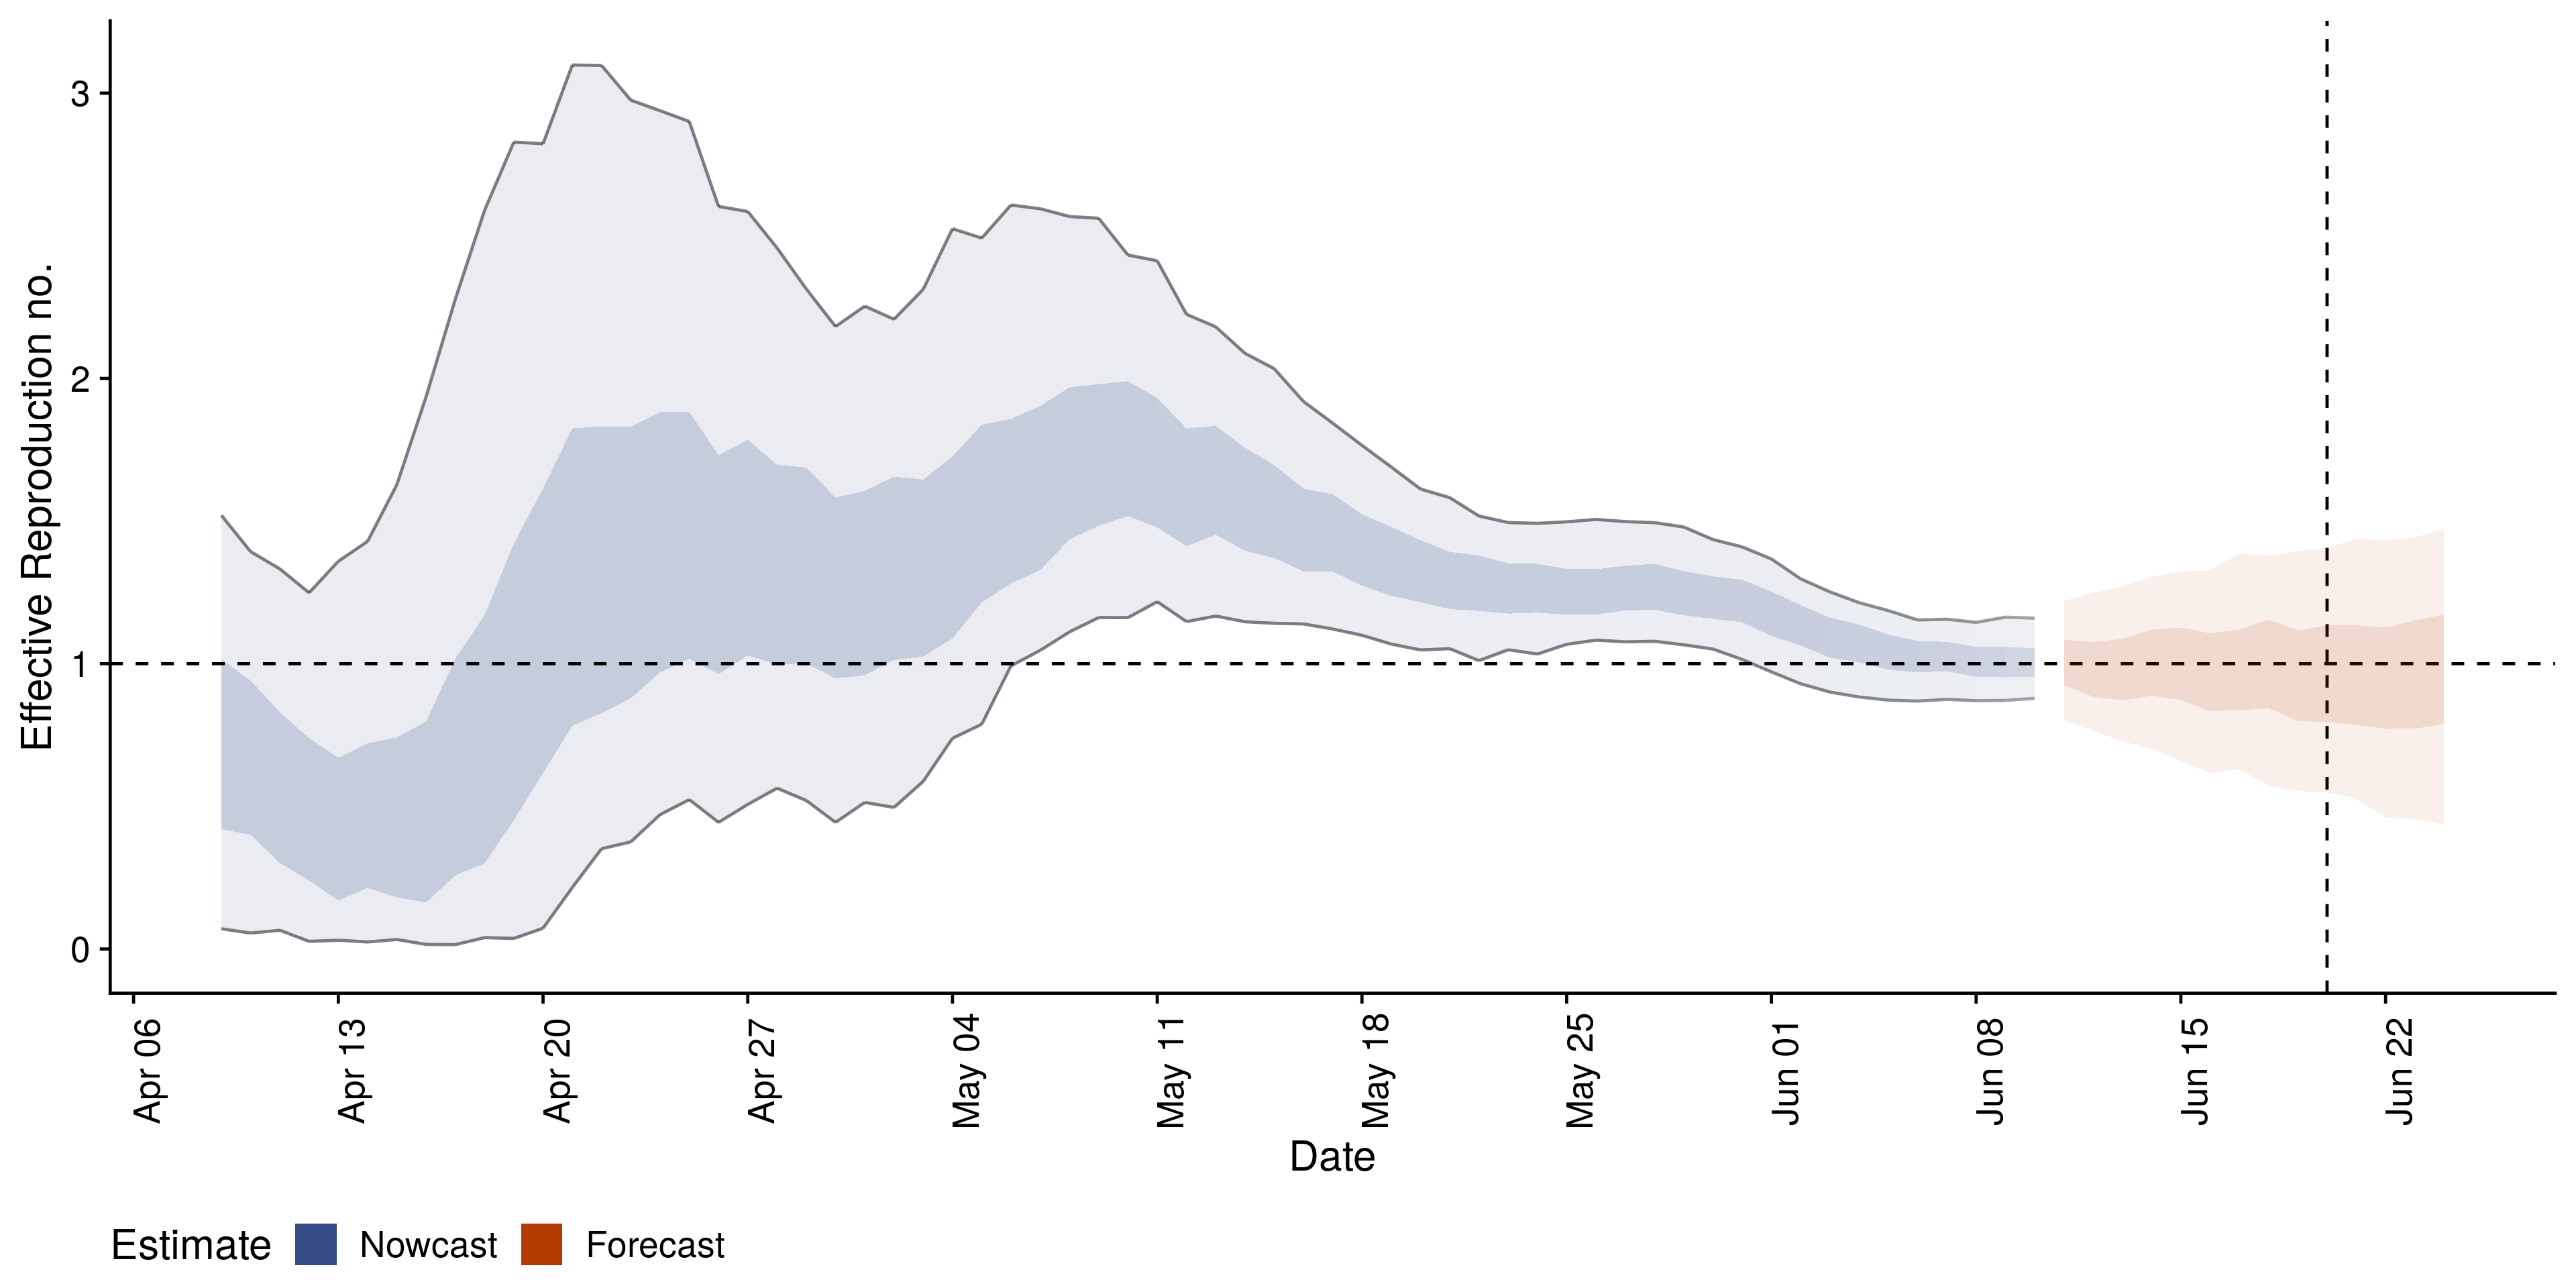 Effective Reproduction no.
3
2
1
0
Apr 06
Apr 13
Apr 20
Apr 27
May 04
May 11
May 18
May 25
Jun 01
Jun 08
Jun 15
Jun 22
Date
Estimate Nowcast Forecast